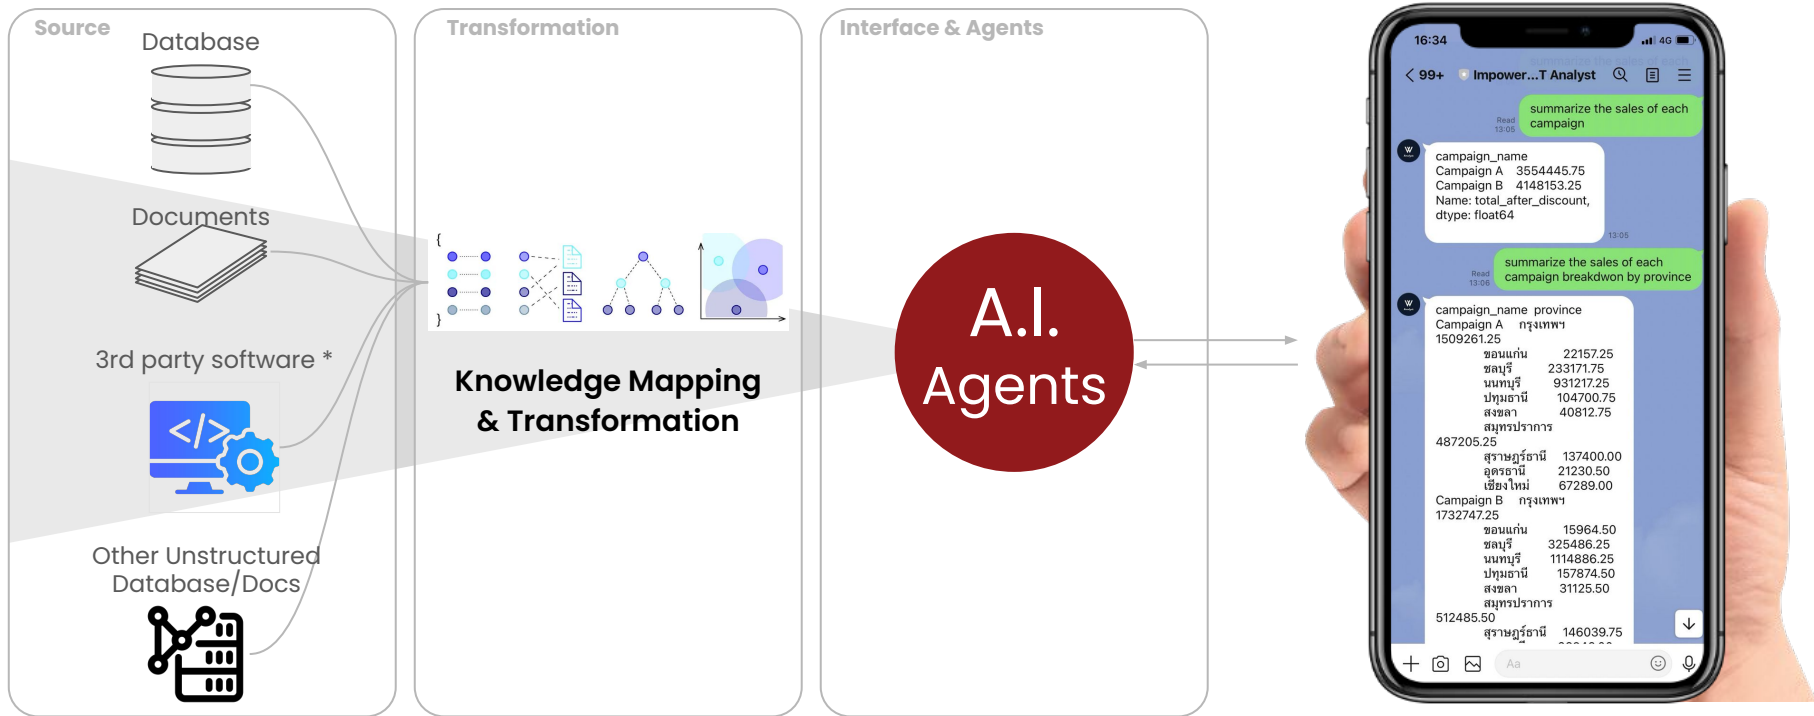 Source
Database
Documents
3rd party software *
Other Unstructured
Database/Docs
Transformation
{
}
Knowledge Mapping
& Transformation
Interface & Agents
A.I.
Agents
16:34
4G
99+
Impower...T Analyst
summarize the sales of each
campaign
Read
13:05
campaign_name
Campaign A 3554445.75
Campaign B 4148153.25
Name: total_after_discount,
dtype: float64
13:05
summarize the sales of each
campaign breakdwon by province
Read
13:06
campaign_name province
Campaign A กรุงเทพฯ
1509261.25
ขอนแก่น 22157.25
ชลบุรี 233171.75
นนทบุรี 931217.25
ปทุมธานี 104700.75
สงขลา 40812.75
สมุทรปราการ
487205.25
สุราษฎร์ธานี 137400.00
อุดรธานี 21230.50
เชียงใหม่ 67289.00
Campaign B กรุงเทพฯ
1732747.25
ขอนแก่น 15964.50
ชลบุรี 325486.25
นนทบุรี 1114886.25
ปทุมธานี 157874.50
สงขลา 31125.50
สมุทรปราการ
512485.50
สุราษฎร์ธานี 146039.75
Aa